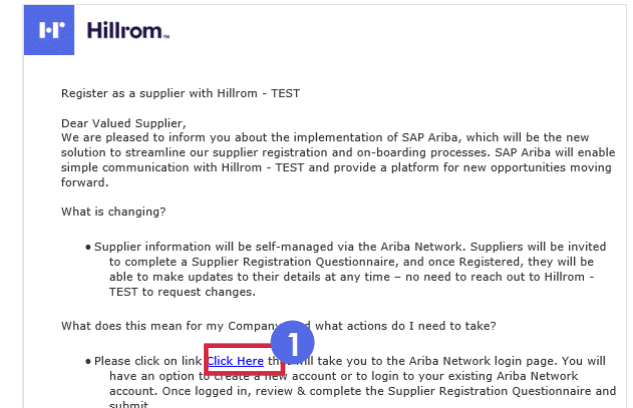 Hillrom™
Register as a supplier with Hillrom - TEST
Dear Valued Supplier,
We are pleased to inform you about the implementation of SAP Ariba, which will be the new
solution to streamline our supplier registration and on-boarding processes. SAP Ariba will enable
simple communication with Hillrom - TEST and provide a platform for new opportunities moving
forward.
What is changing?
• Supplier information will be self-managed via the Ariba Network. Suppliers will be invited
to complete a Supplier Registration Questionnaire, and once Registered, they will be
able to make updates to their details at any time – no need to reach out to Hillrom -
TEST to request changes.
What does this mean for my Company what actions do I need to take?
1
• Please click on link Click Here will take you to the Ariba Network login page. You will
have an option to create a new account or to login to your existing Ariba Network
account. Once logged in, review & complete the Supplier Registration Questionnaire and
submit